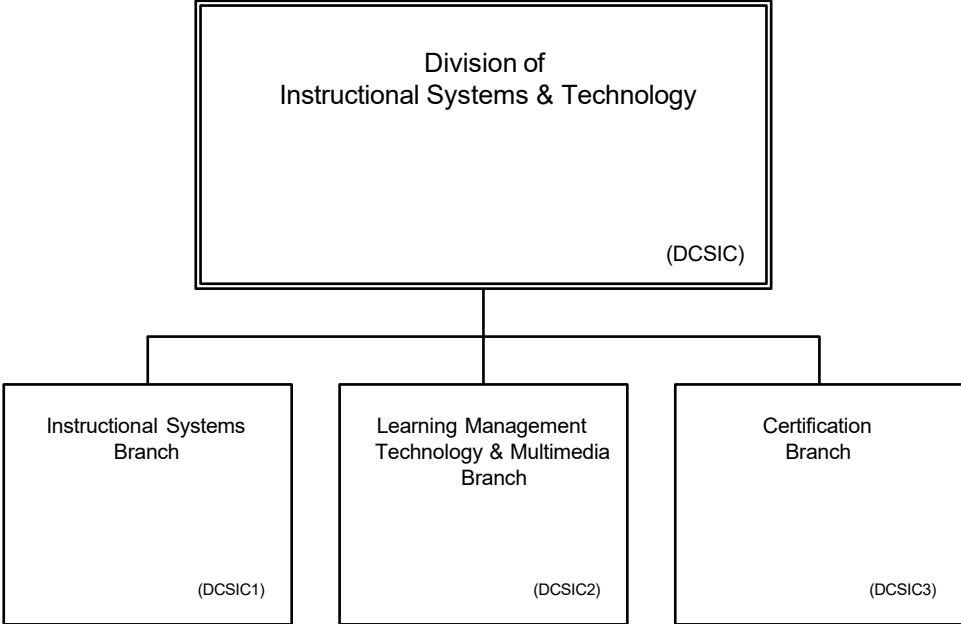 Division of
Instructional Systems & Technology
(DCSIC)
Instructional Systems
Branch
(DCSIC1)
Learning Management
Technology & Multimedia
Branch
(DCSIC2)
Certification
Branch
(DCSIC3)